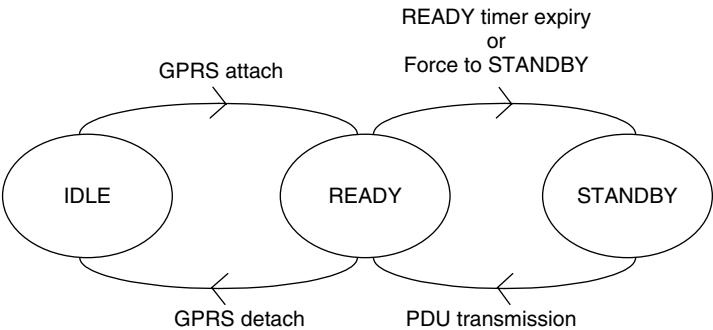 READY timer expiry
or
Force to STANDBY
GPRS attach
IDLE
READY
STANDBY
GPRS detach
PDU transmission